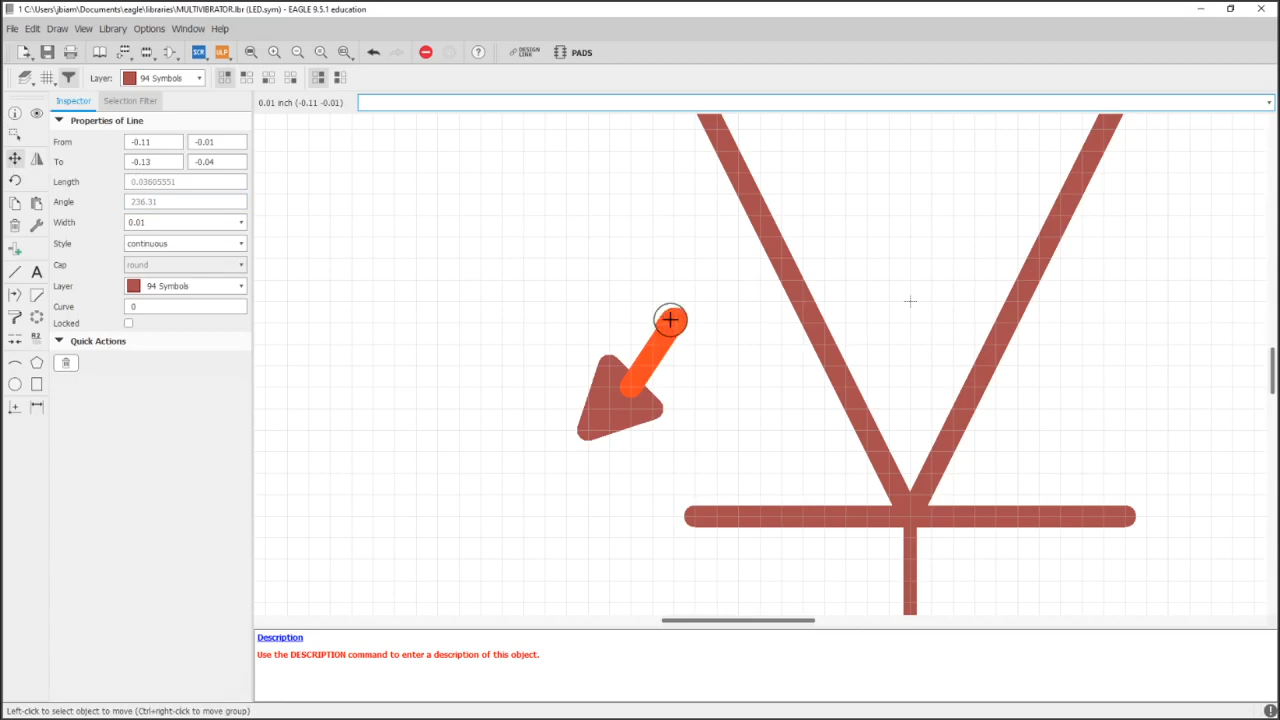 1 C:\Users\jbiam\Documents\eagle\libraries\MULTIVIBRATOR.lbr (LED.sym) - EAGLE 9.5.1 education
File Edit Draw View Library Options Window Help
SCR ULP DESIGN LINK PADS
Layer: 94 Symbols
Inspector Selection Filter 0.01 inch (-0.11 -0.01)
Properties of Line
From -0.11 -0.01
To -0.13 -0.04
Length 0.03605551
Angle 236.31
Width 0.01
Style continuous
Cap round
Layer 94 Symbols
Curve 0
Locked
Quick Actions
R2
Description
Use the DESCRIPTION command to enter a description of this object.
Left-click to select object to move (Ctrl+right-click to move group)